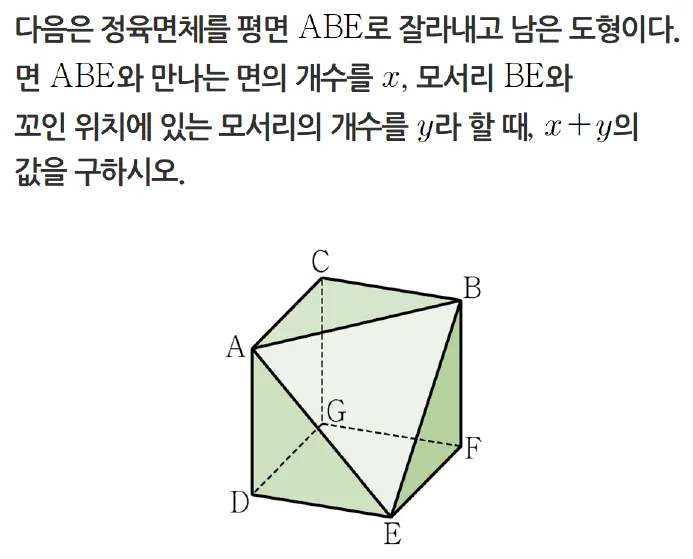 다음은 정육면체를 평면 ABE로 잘라내고 남은 도형이다.
면 ABE와 만나는 면의 개수를 x, 모서리 BE와
꼬인 위치에 있는 모서리의 개수를 y라 할 때, x+y의
값을 구하시오.
C
B
A
G
F
D
E